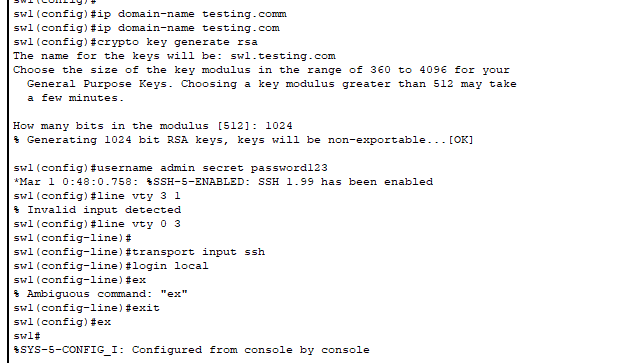 sw1(config)#
sw1(config)#ip domain-name testing.comm
sw1(config)#ip domain-name testing.com
sw1(config)#crypto key generate rsa
The name for the keys will be: sw1.testing.com
Choose the size of the key modulus in the range of 360 to 4096 for your
General Purpose Keys. Choosing a key modulus greater than 512 may take
a few minutes.
How many bits in the modulus [512]: 1024
% Generating 1024 bit RSA keys, keys will be non-exportable...[OK]
sw1(config)#username admin secret password123
*Mar 1 0:48:0.758: %SSH-5-ENABLED: SSH 1.99 has been enabled
sw1(config)#line vty 3 1
% Invalid input detected
sw1(config)#line vty 0 3
sw1(config-line)#
sw1(config-line)#transport input ssh
sw1(config-line)#login local
sw1(config-line)#ex
% Ambiguous command: "ex"
sw1(config-line)#exit
sw1(config)#ex
sw1#
%SYS-5-CONFIG_I: Configured from console by console